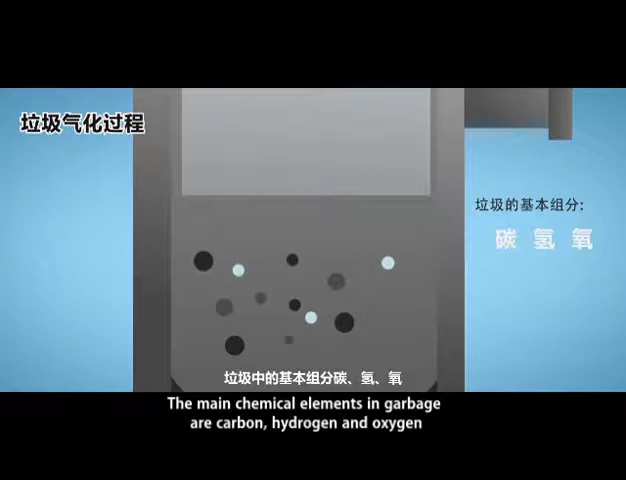 垃圾气化过程
垃圾的基本组分:
碳 氢 氧
垃圾中的基本组分碳、氢、氧
The main chemical elements in garbage
are carbon, hydrogen and oxygen